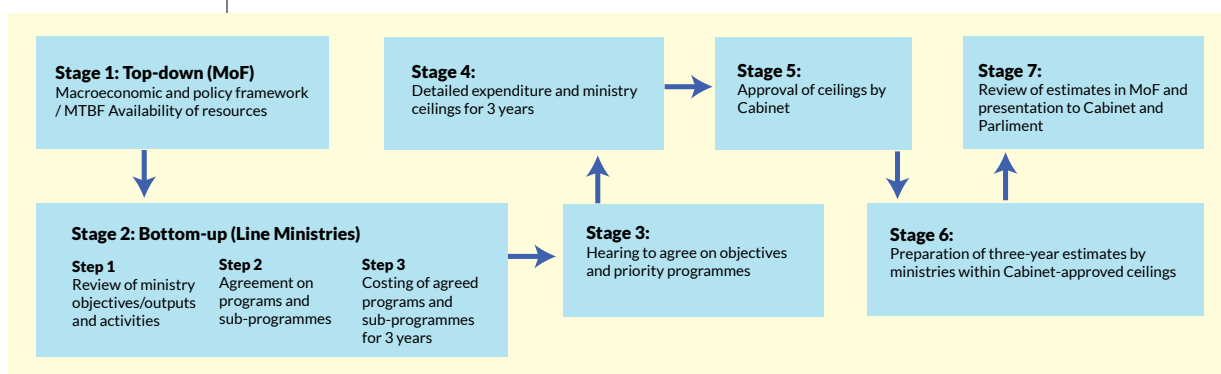 Stage 1: Top-down (MoF)
Macroeconomic and policy framework
/ MTBF Availability of resources
Stage 2: Bottom-up (Line Ministries)
Step 1
Review of ministry
objectives/outputs
and activities
Step 2
Agreement on
programs and
sub-programmes
Step 3
Costing of agreed
programs and
sub-programmes
for 3 years
Stage 3:
Hearing to agree on objectives
and priority programmes
Stage 4:
Detailed expenditure and ministry
ceilings for 3 years
Stage 5:
Approval of ceilings by
Cabinet
Stage 6:
Preparation of three-year estimates by
ministries within Cabinet-approved ceilings
Stage 7:
Review of estimates in MoF and
presentation to Cabinet and
Parliment